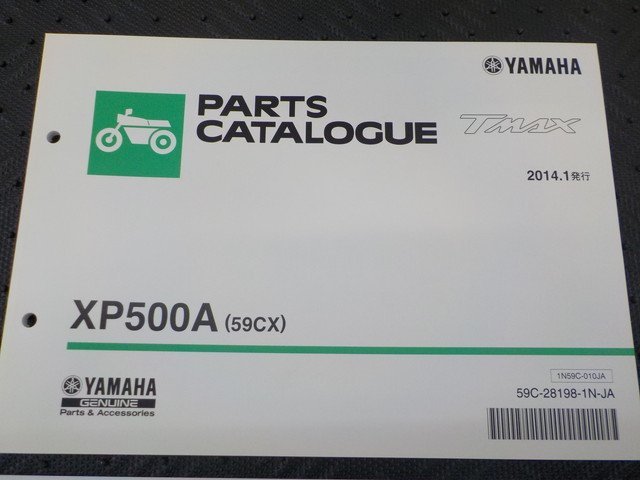 YAMAHA
PARTS
CATALOGUE
TMAX
2014.1発行
XP500A (59CX)
YAMAHA
GENUINE
Parts & Accessories
1N59C-010JA
59C-28198-1N-JA